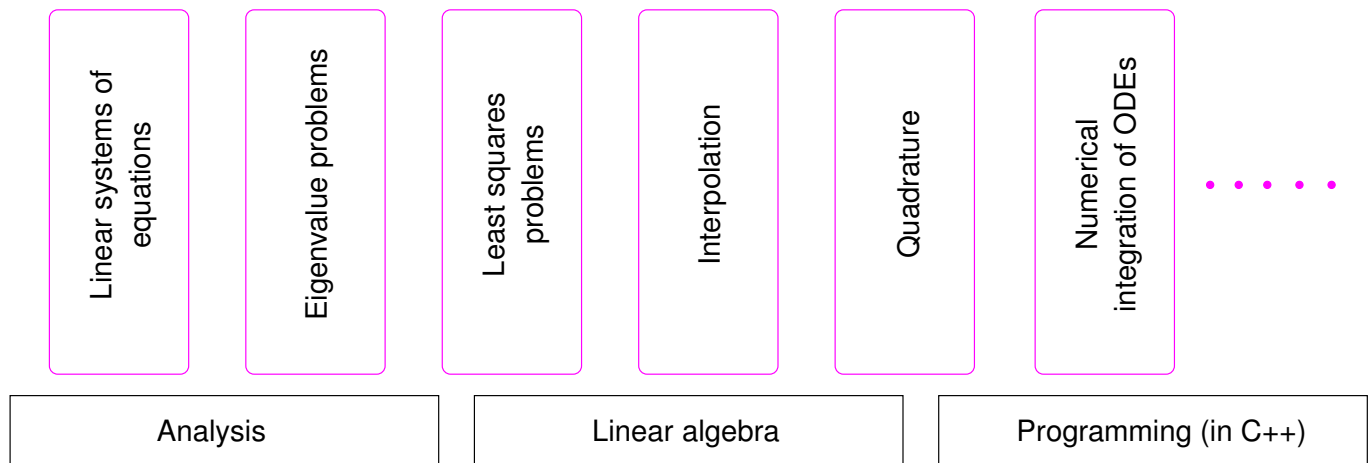 Linear systems of
equations
Eigenvalue problems
Least squares
problems
Interpolation
Quadrature
Numerical
integration of ODEs
Analysis
Linear algebra
Programming (in C++)